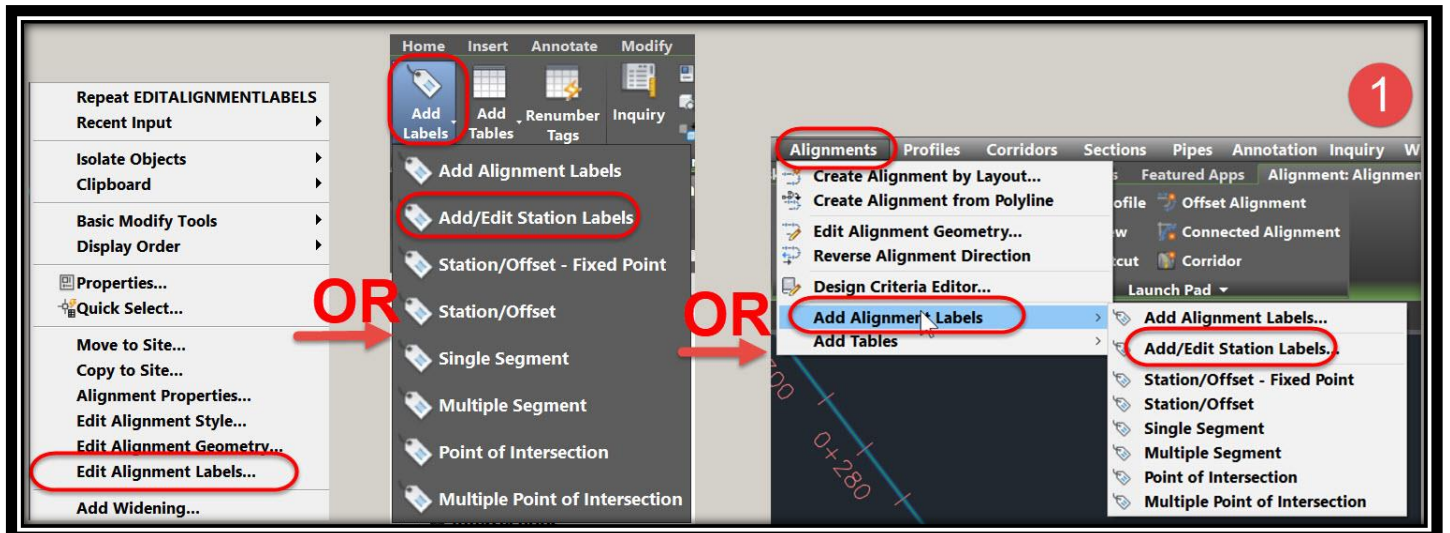 Repeat EDITALIGNMENTLABELS
Recent Input
Isolate Objects
Clipboard
Basic Modify Tools
Display Order
Properties...
Quick Select...
Move to Site...
Copy to Site...
Alignment Properties...
Edit Alignment Style...
Edit Alignment Geometry...
Edit Alignment Labels...
Add Widening...
OR
Home Insert Annotate Modify
Add Labels
Add Tables
Renumber Tags
Inquiry
Add Alignment Labels
Add/Edit Station Labels
Station/Offset - Fixed Point
Station/Offset
Single Segment
Multiple Segment
Point of Intersection
Multiple Point of Intersection
OR
1
Alignments Profiles Corridors Sections Pipes Annotation Inquiry W
Featured Apps Alignment: Alignmen
Create Alignment by Layout...
Create Alignment from Polyline
Edit Alignment Geometry...
Reverse Alignment Direction
Design Criteria Editor...
Add Alignment Labels
Add Tables
ofile Offset Alignment
Connected Alignment
Corridor
Launch Pad
Add Alignment Labels...
Add/Edit Station Labels...
Station/Offset - Fixed Point
Station/Offset
Single Segment
Multiple Segment
Point of Intersection
Multiple Point of Intersection
0+280